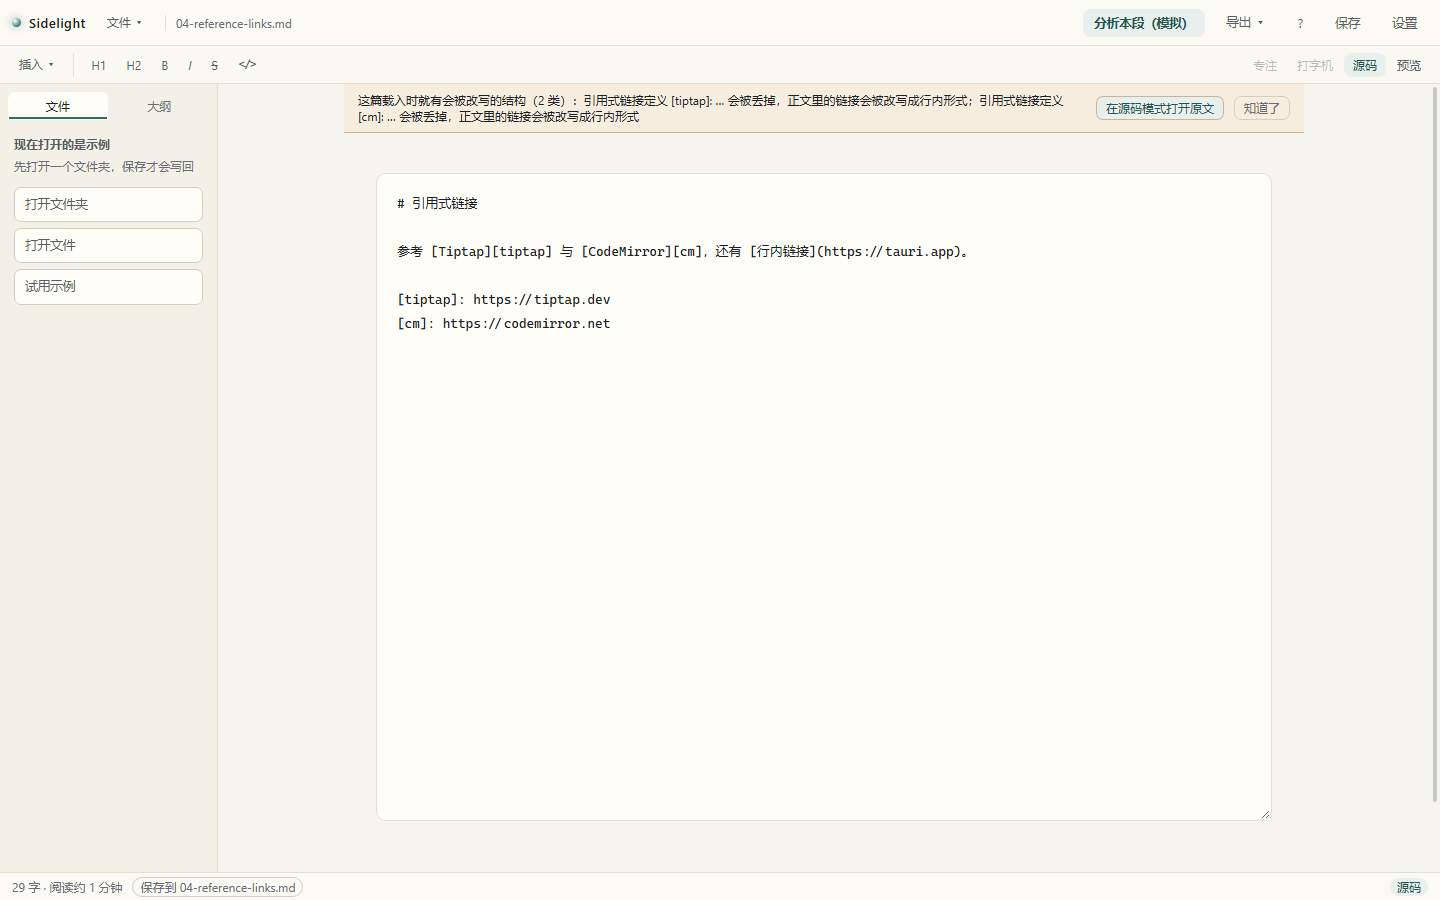 Sidelight
文件
04-reference-links.md
分析本段（模拟）
导出
?
保存
设置
插入
H1
H2
B
I
S
</>
专注
打字机
源码
预览
文件
大纲
现在打开的是示例
先打开一个文件夹，保存才会写回
打开文件夹
打开文件
试用示例
这篇载入时就有会被改写的结构（2 类）：引用式链接定义 [tiptap]: ... 会被丢掉，正文里的链接会被改写成行内形式；引用式链接定义
[cm]: ... 会被丢掉，正文里的链接会被改写成行内形式
在源码模式打开原文
知道了
# 引用式链接
参考 [Tiptap][tiptap] 与 [CodeMirror][cm]，还有 [行内链接](https://tauri.app)。
[tiptap]: https://tiptap.dev
[cm]: https://codemirror.net
29 字 · 阅读约 1 分钟
保存到 04-reference-links.md
源码